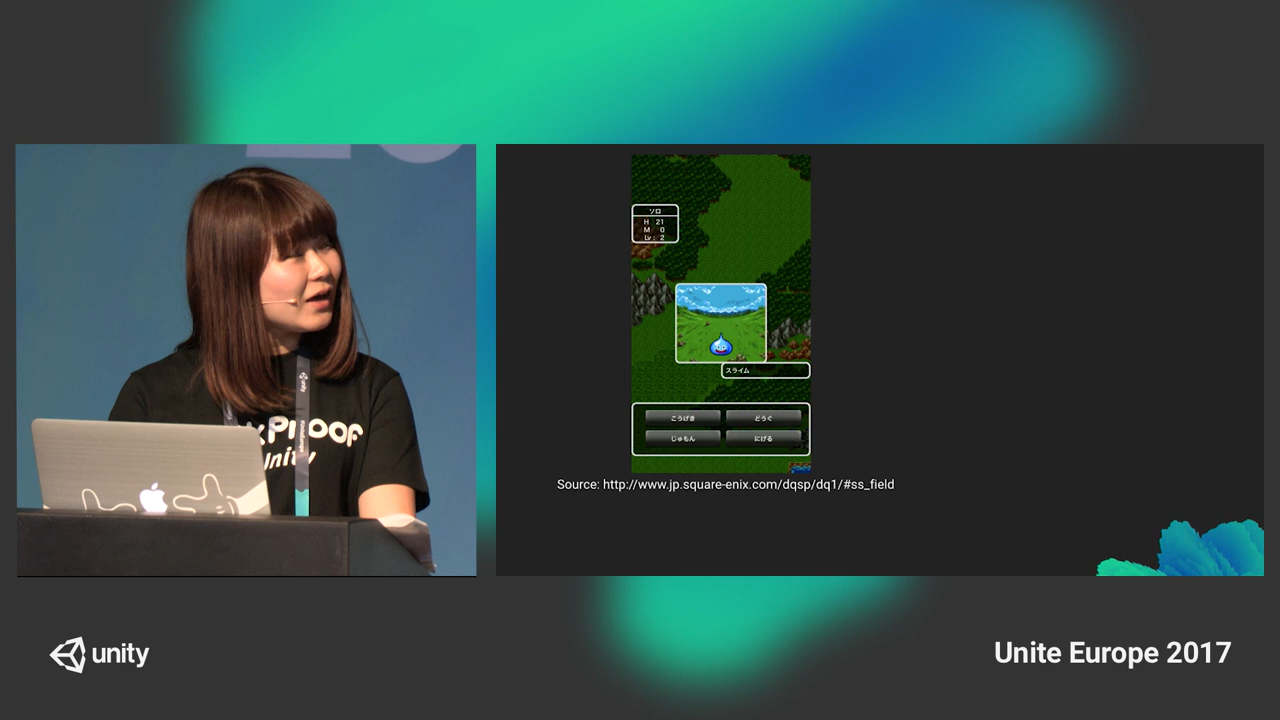 ソロ
H 21
M 0
Lv: 2
スライム
こうげき どうぐ
じゅもん にげる
Source: http://www.jp.square-enix.com/dqsp/dq1/#ss_field
unity
Unity
unity
Unite Europe 2017